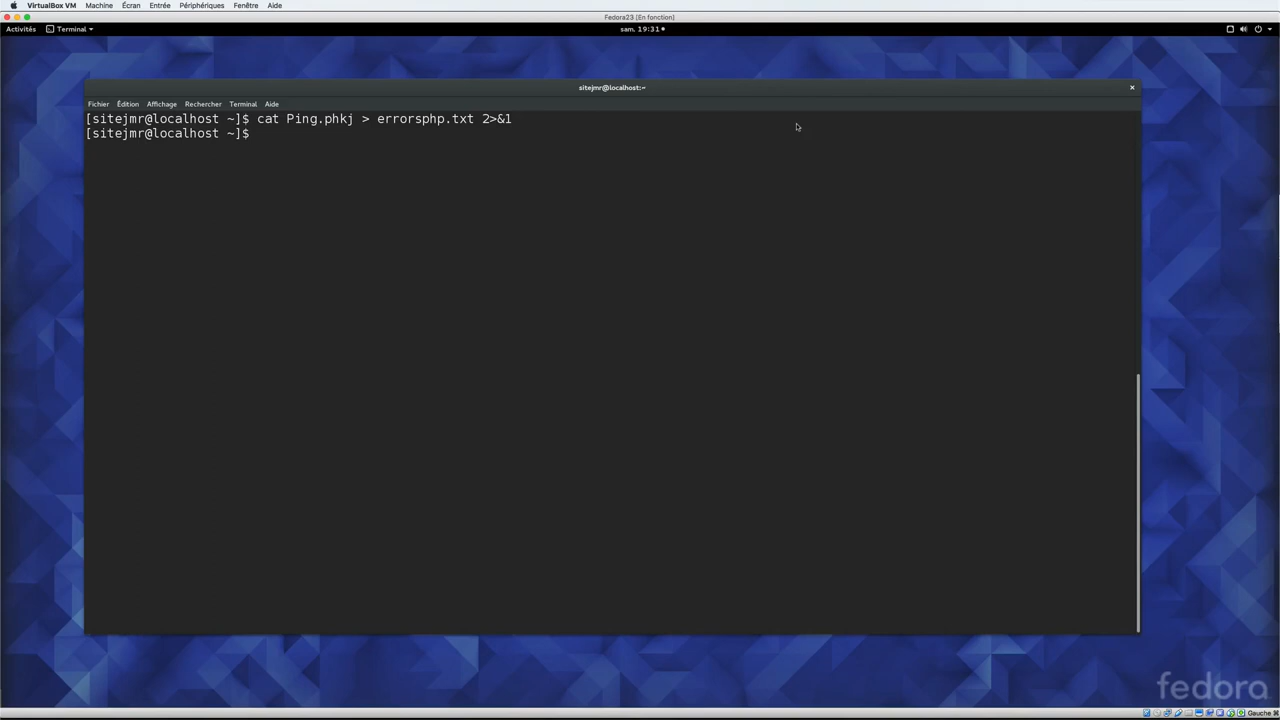 VirtualBox VM Machine Écran Entrée Périphériques Fenêtre Aide
Fedora23 [En fonction]
Activités Terminal sam. 19:31
sitejmr@localhost:~
Fichier Édition Affichage Rechercher Terminal Aide
[sitejmr@localhost ~]$ cat Ping.phkj > errorsphp.txt 2>&1
[sitejmr@localhost ~]$
fedora
Gauche ⌘